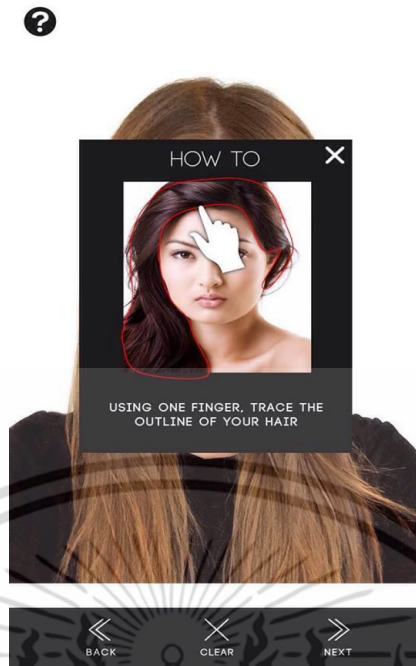 ?
HOW TO
USING ONE FINGER, TRACE THE
OUTLINE OF YOUR HAIR
BACK
CLEAR
NEXT